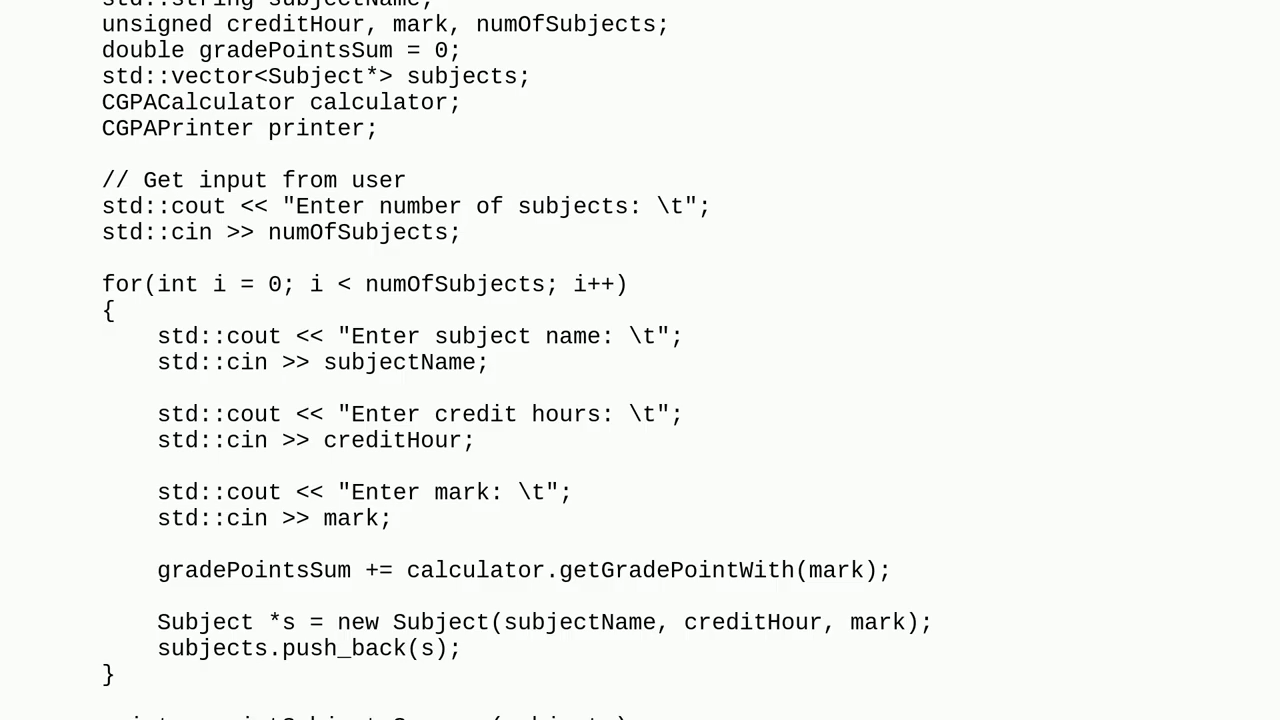 std::string subjectName;
unsigned creditHour, mark, numOfSubjects;
double gradePointsSum = 0;
std::vector<Subject*> subjects;
CGPACalculator calculator;
CGPAPrinter printer;

// Get input from user
std::cout << "Enter number of subjects: \t";
std::cin >> numOfSubjects;

for(int i = 0; i < numOfSubjects; i++)
{
    std::cout << "Enter subject name: \t";
    std::cin >> subjectName;

    std::cout << "Enter credit hours: \t";
    std::cin >> creditHour;

    std::cout << "Enter mark: \t";
    std::cin >> mark;

    gradePointsSum += calculator.getGradePointWith(mark);

    Subject *s = new Subject(subjectName, creditHour, mark);
    subjects.push_back(s);
}